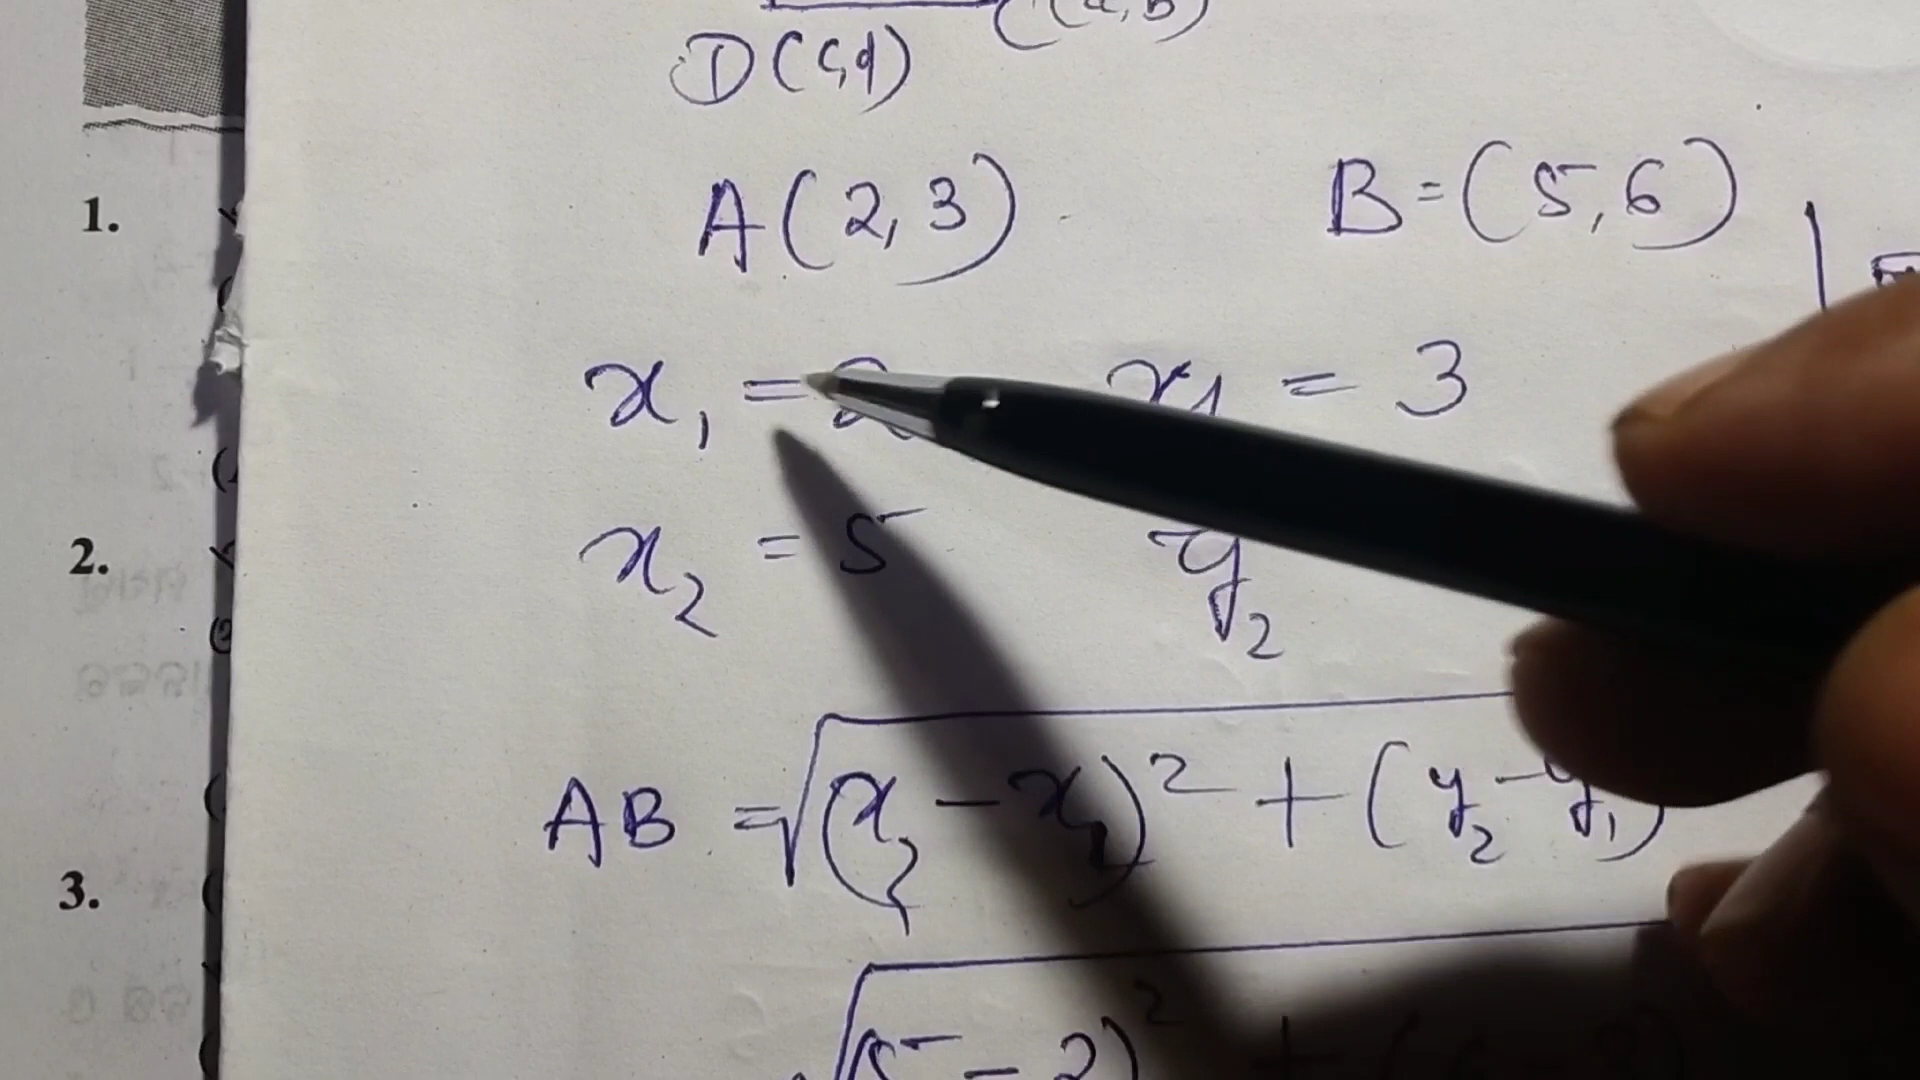 D(c,d)
1.
A(2,3) B=(5,6)
x₁ = 2 = 3
2.
x₂ = 5 y₂
AB = √(x₂ - x₁)² + (y₂ - y₁)
3.
√(5 - 2)² +